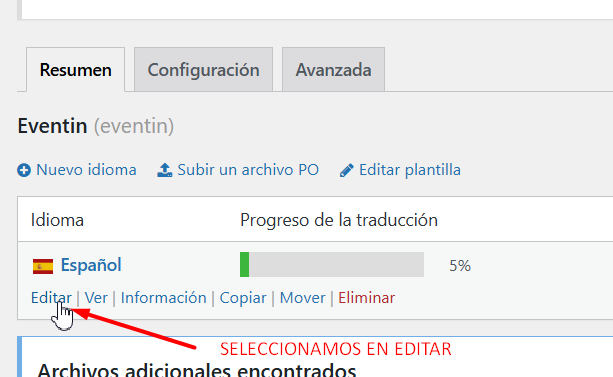 Resumen Configuración Avanzada
Eventin (eventin)
Nuevo idioma Subir un archivo PO Editar plantilla
Idioma Progreso de la traducción
Español 5%
Editar | Ver | Información | Copiar | Mover | Eliminar
SELECCIONAMOS EN EDITAR
Archivos adicionales encontrados